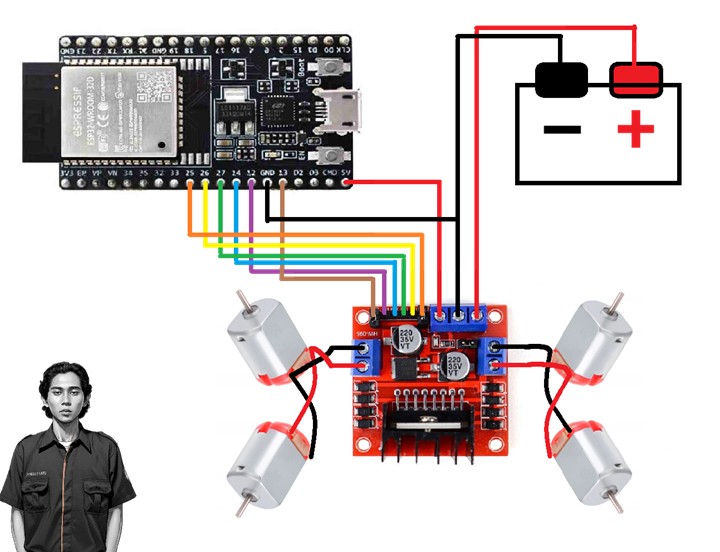 GND 23 22 TX RX 21 GND 19 18 5 17 16 4 0 2 15 D1 D0 CLK
Boot
ESPRESSIF
ESP32-WROOM-32D
EN
3V3 EN VP VN 34 35 32 33 25 26 27 14 12 GND 13 D2 D3 CMD 5V
− +
220
35V
VT
220
35V
VT